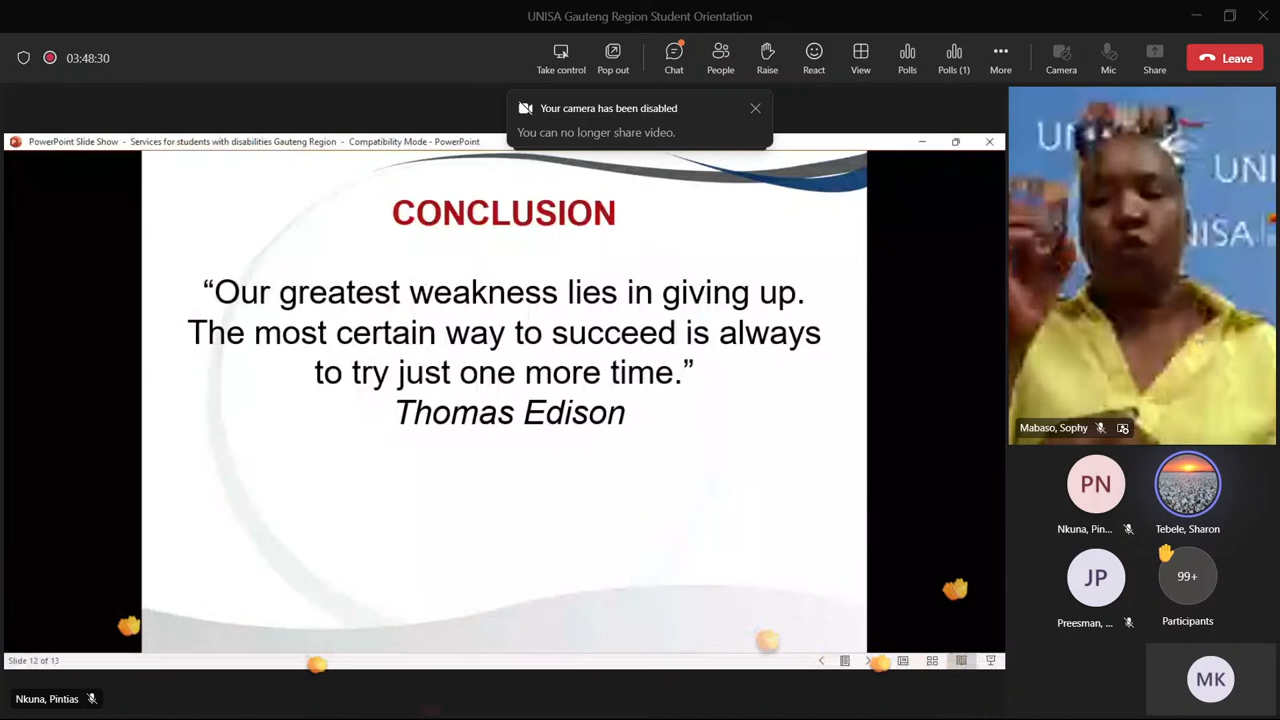 UNISA Gauteng Region Student Orientation
03:48:30
Take control
Pop out
Chat
People
Raise
React
View
Polls
Polls (1)
More
Camera
Mic
Share
Leave
Your camera has been disabled
You can no longer share video.
PowerPoint Slide Show - Services for students with disabilities Gauteng Region - Compatibility Mode - PowerPoint
CONCLUSION
“Our greatest weakness lies in giving up.
The most certain way to succeed is always
to try just one more time.”
Thomas Edison
Slide 12 of 13
Nkuna, Pintias
UN
UNI
UNISA
Mabaso, Sophy
PN
Nkuna, Pin...
Tebele, Sharon
JP
Preesman, ...
99+
Participants
MK